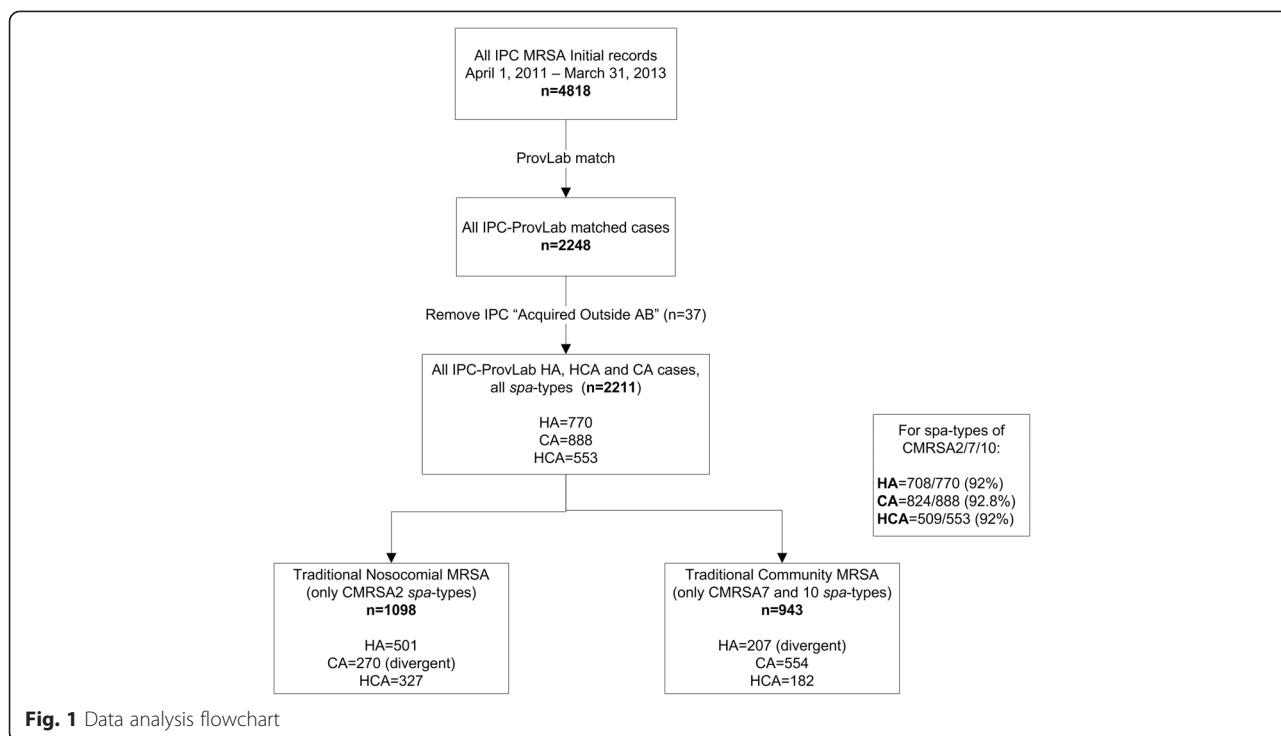 All IPC MRSA Initial records
April 1, 2011 – March 31, 2013
n=4818
ProvLab match
All IPC-ProvLab matched cases
n=2248
Remove IPC “Acquired Outside AB” (n=37)
All IPC-ProvLab HA, HCA and CA cases,
all spa-types (n=2211)
HA=770
CA=888
HCA=553
For spa-types of
CMRSA2/7/10:
HA=708/770 (92%)
CA=824/888 (92.8%)
HCA=509/553 (92%)
Traditional Nosocomial MRSA
(only CMRSA2 spa-types)
n=1098
HA=501
CA=270 (divergent)
HCA=327
Traditional Community MRSA
(only CMRSA7 and 10 spa-types)
n=943
HA=207 (divergent)
CA=554
HCA=182
Fig. 1 Data analysis flowchart